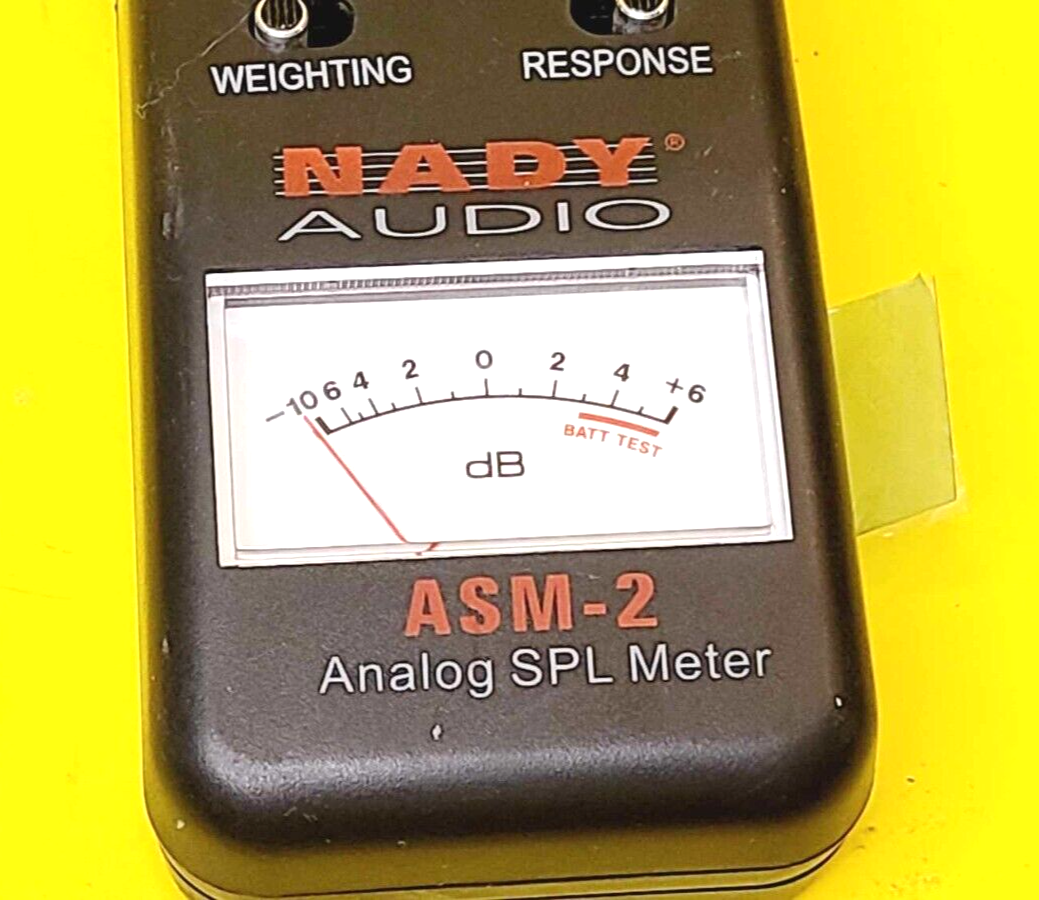 WEIGHTING RESPONSE
NADY®
AUDIO
−10 6 4 2 0 2 4 +6
BATT TEST
dB
ASM-2
Analog SPL Meter